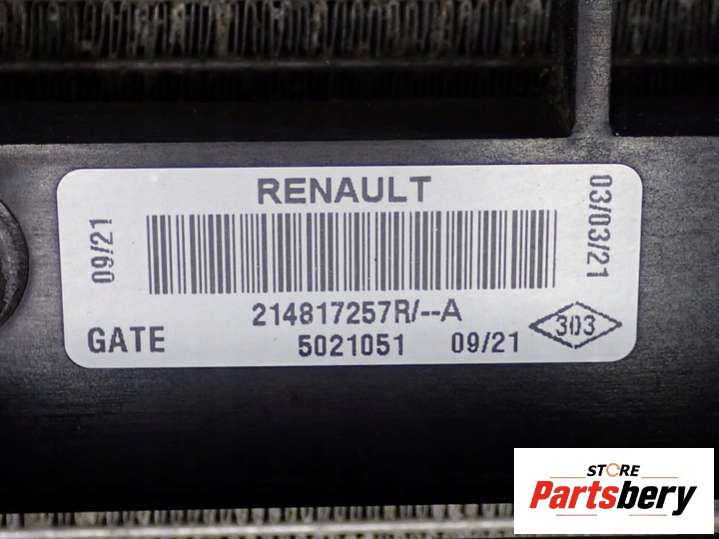 RENAULT
09/21
03/03/21
214817257R/--A
GATE
5021051
09/21
303
STORE
Partsbery